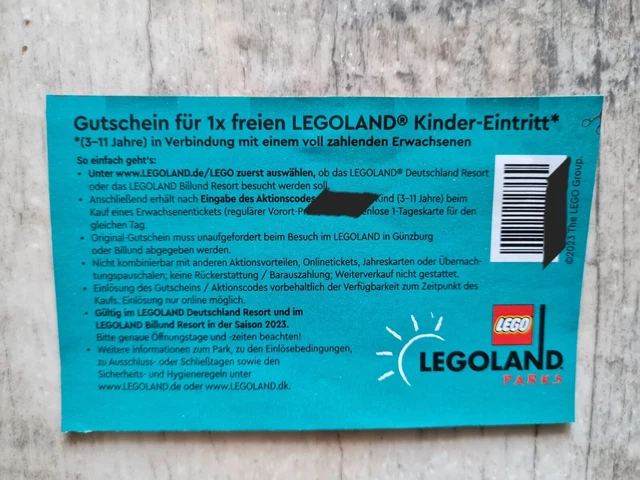 Gutschein für 1x freien LEGOLAND® Kinder-Eintritt*
*(3-11 Jahre) in Verbindung mit einem voll zahlenden Erwachsenen
So einfach geht's:
• Unter www.LEGOLAND.de/LEGO zuerst auswählen, ob das LEGOLAND® Deutschland Resort
oder das LEGOLAND Billund Resort besucht werden soll.
• Anschließend erhält nach Eingabe des Aktionscodes Kind (3-11 Jahre) beim
Kauf eines Erwachsenentickets (regulärer Vorort-Pr 1-Tageskarte für den
gleichen Tag.
• Original-Gutschein muss unaufgefordert beim Besuch im LEGOLAND in Günzburg
oder Billund abgegeben werden.
• Nicht kombinierbar mit anderen Aktionsvorteilen, Onlinetickets, Jahreskarten oder Übernach-
tungspauschalen; keine Rückerstattung / Barauszahlung; Weiterverkauf nicht gestattet.
• Einlösung des Gutscheins / Aktionscodes vorbehaltlich der Verfügbarkeit zum Zeitpunkt des
Kaufs. Einlösung nur online möglich.
• Gültig im LEGOLAND Deutschland Resort und im
LEGOLAND Billund Resort in der Saison 2023.
Bitte genaue Öffnungstage und -zeiten beachten!
• Weitere Informationen zum Park, zu den Einlösebedingungen,
zu Ausschluss- oder Schließtagen sowie den
Sicherheits- und Hygieneregeln unter
www.LEGOLAND.de oder www.LEGOLAND.dk.
©2023 The LEGO Group.
LEGO
LEGOLAND
PARKS